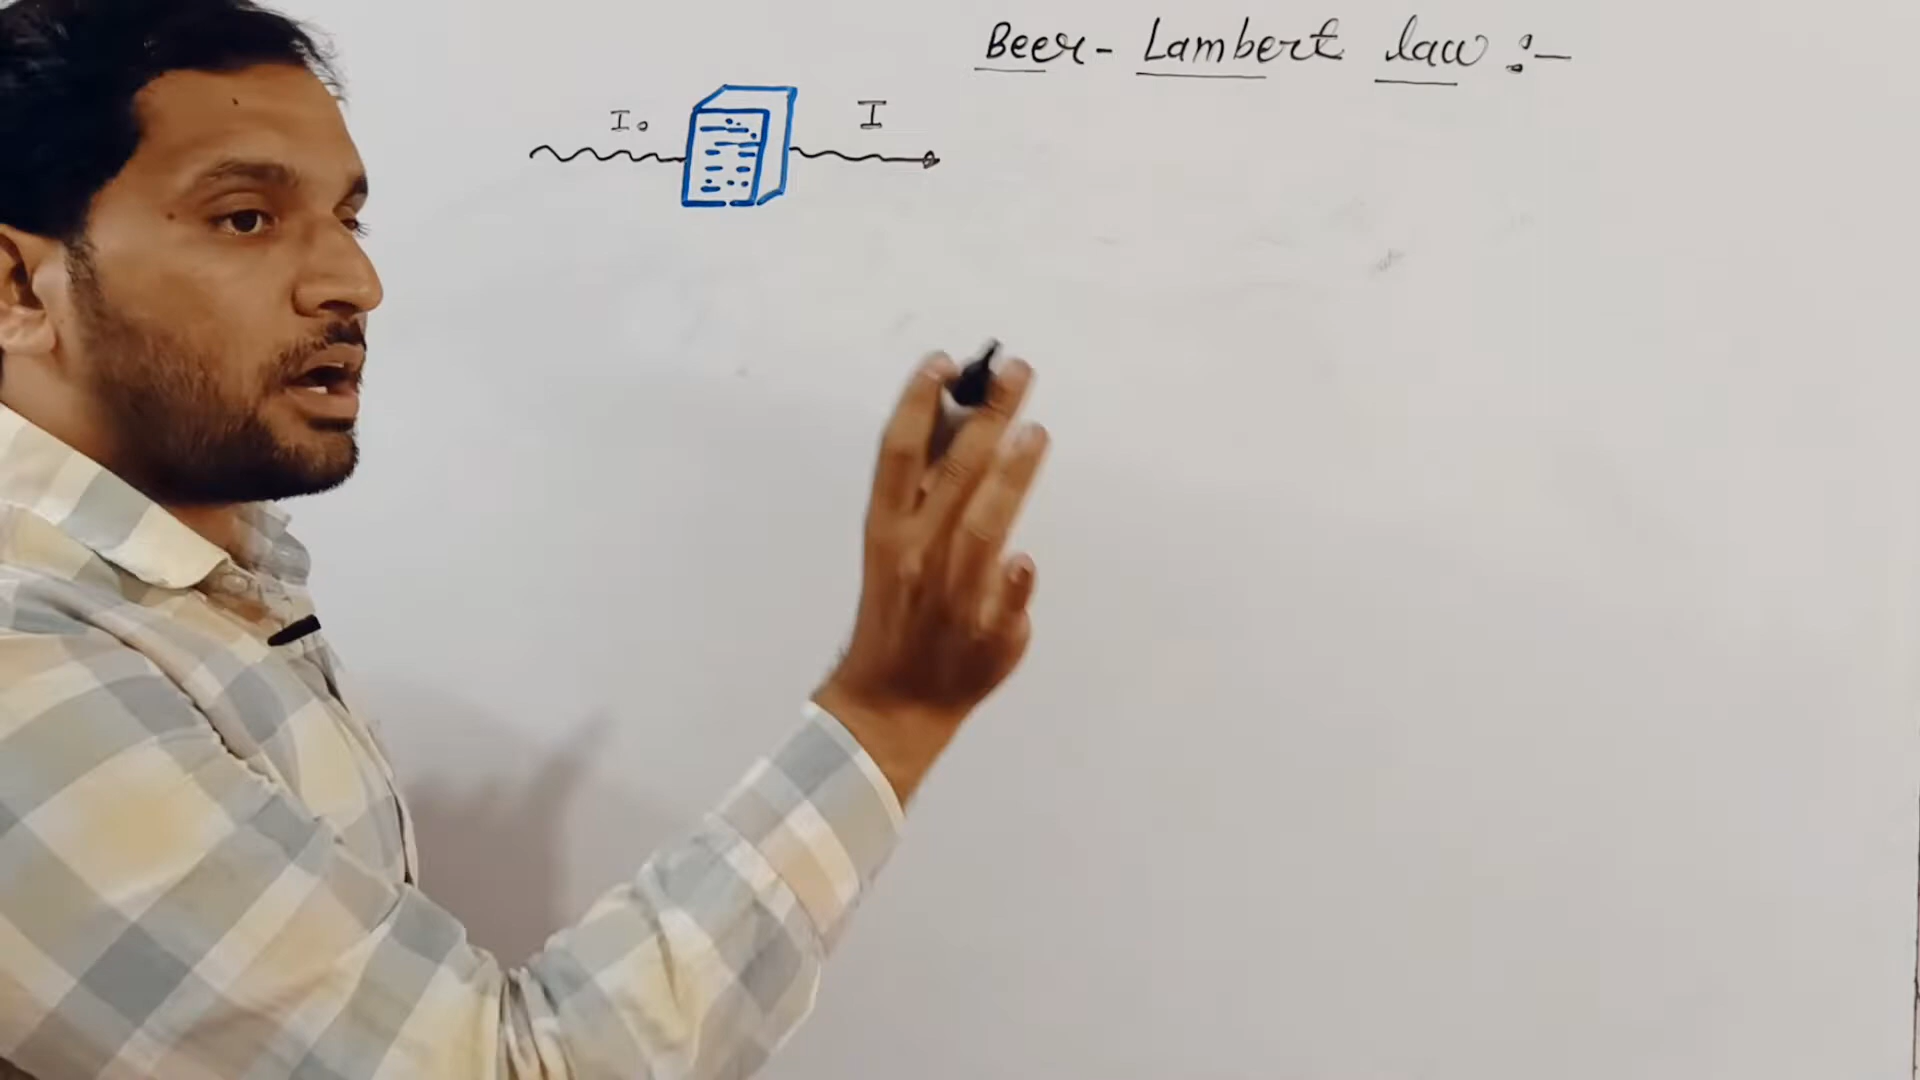 Beer- Lambert law :-
I₀
I